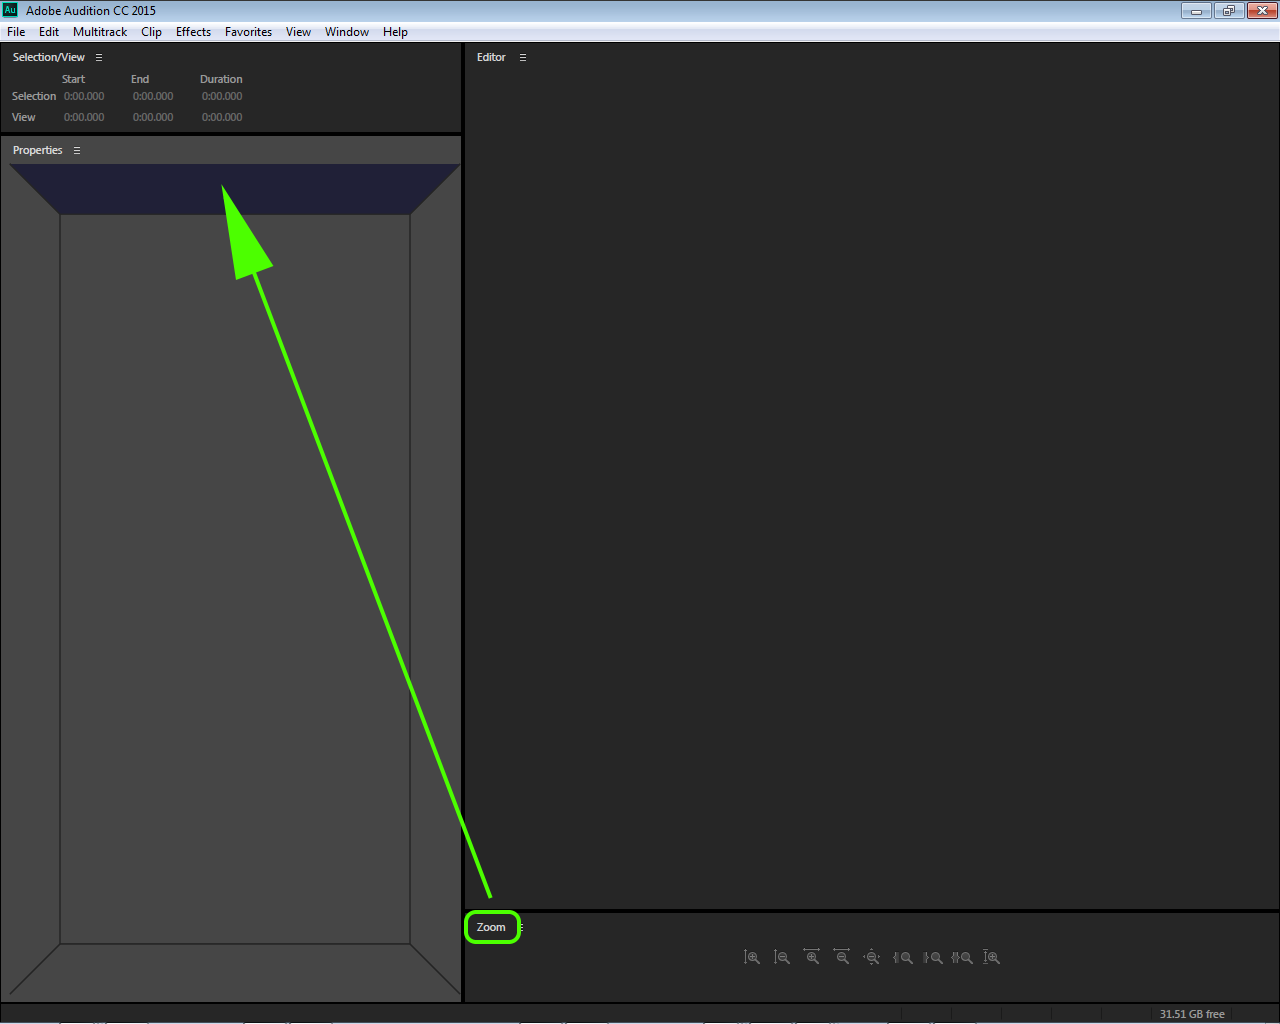 Au Adobe Audition CC 2015
File Edit Multitrack Clip Effects Favorites View Window Help
Selection/View
Start End Duration
Selection 0:00.000 0:00.000 0:00.000
View 0:00.000 0:00.000 0:00.000
Properties
Editor
Zoom
31.51 GB free